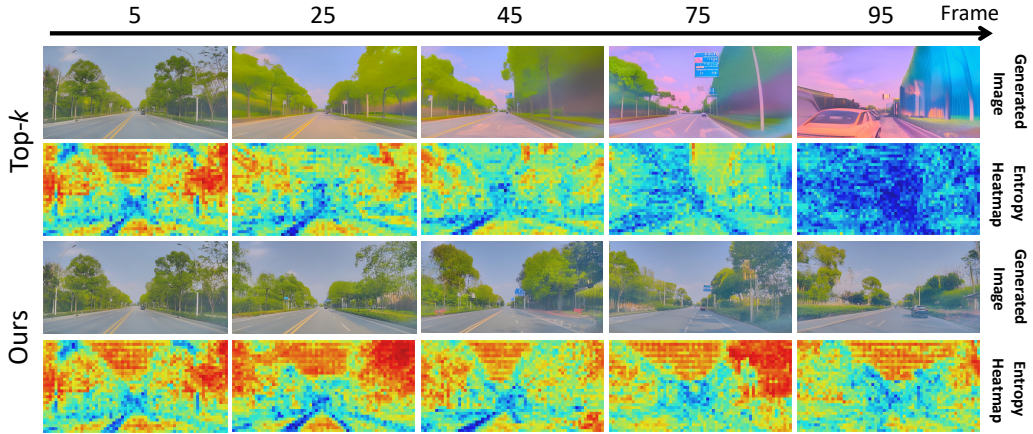 5 25 45 75 95 Frame
Top-k
Generated
Image
Entropy
Heatmap
Ours
Generated
Image
Entropy
Heatmap